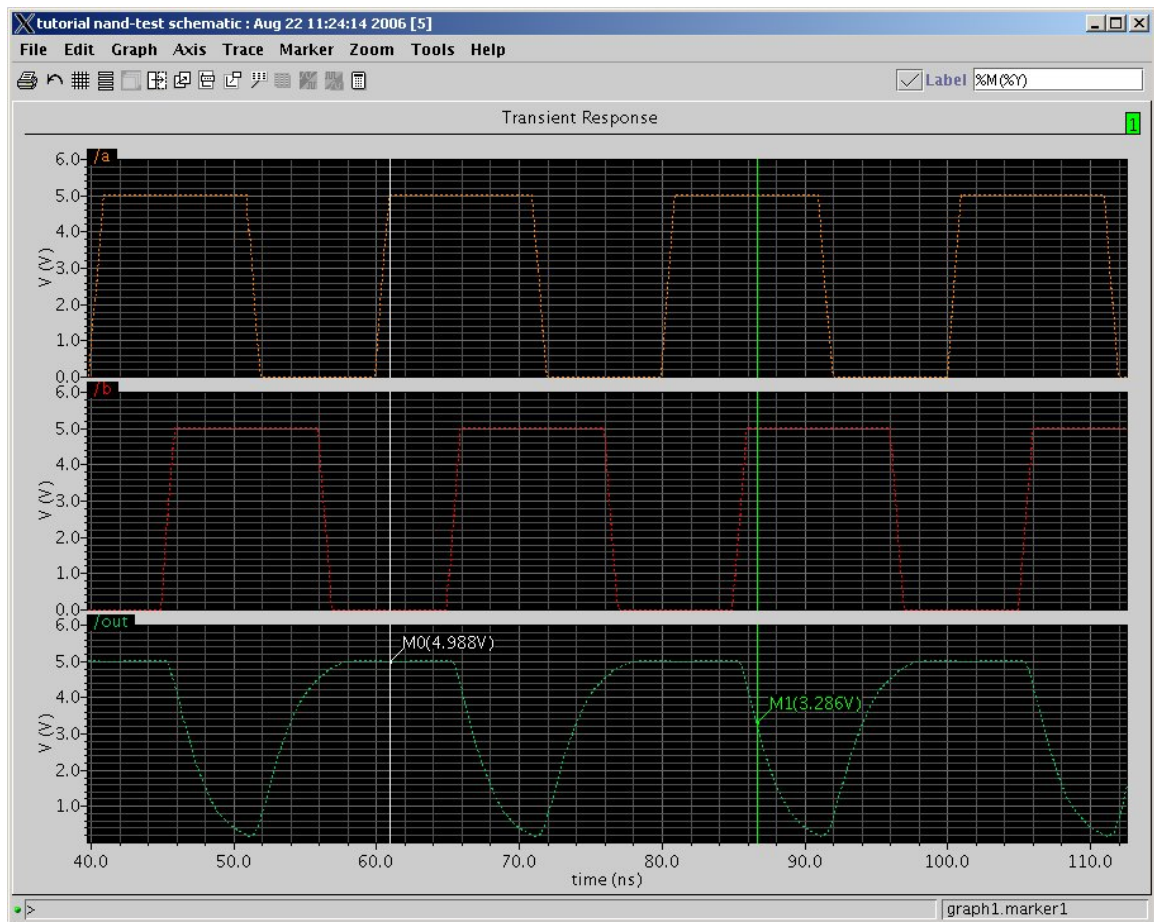 tutorial nand-test schematic : Aug 22 11:24:14 2006 [5]
File Edit Graph Axis Trace Marker Zoom Tools Help
Label %M(%Y)
Transient Response
1
/a
6.0
5.0
4.0
3.0
2.0
1.0
0.0
V (V)
/b
6.0
5.0
4.0
3.0
2.0
1.0
0.0
V (V)
/out
6.0
5.0
4.0
3.0
2.0
1.0
V (V)
M0(4.988V)
M1(3.286V)
40.0 50.0 60.0 70.0 80.0 90.0 100.0 110.0
time (ns)
>
graph1.marker1